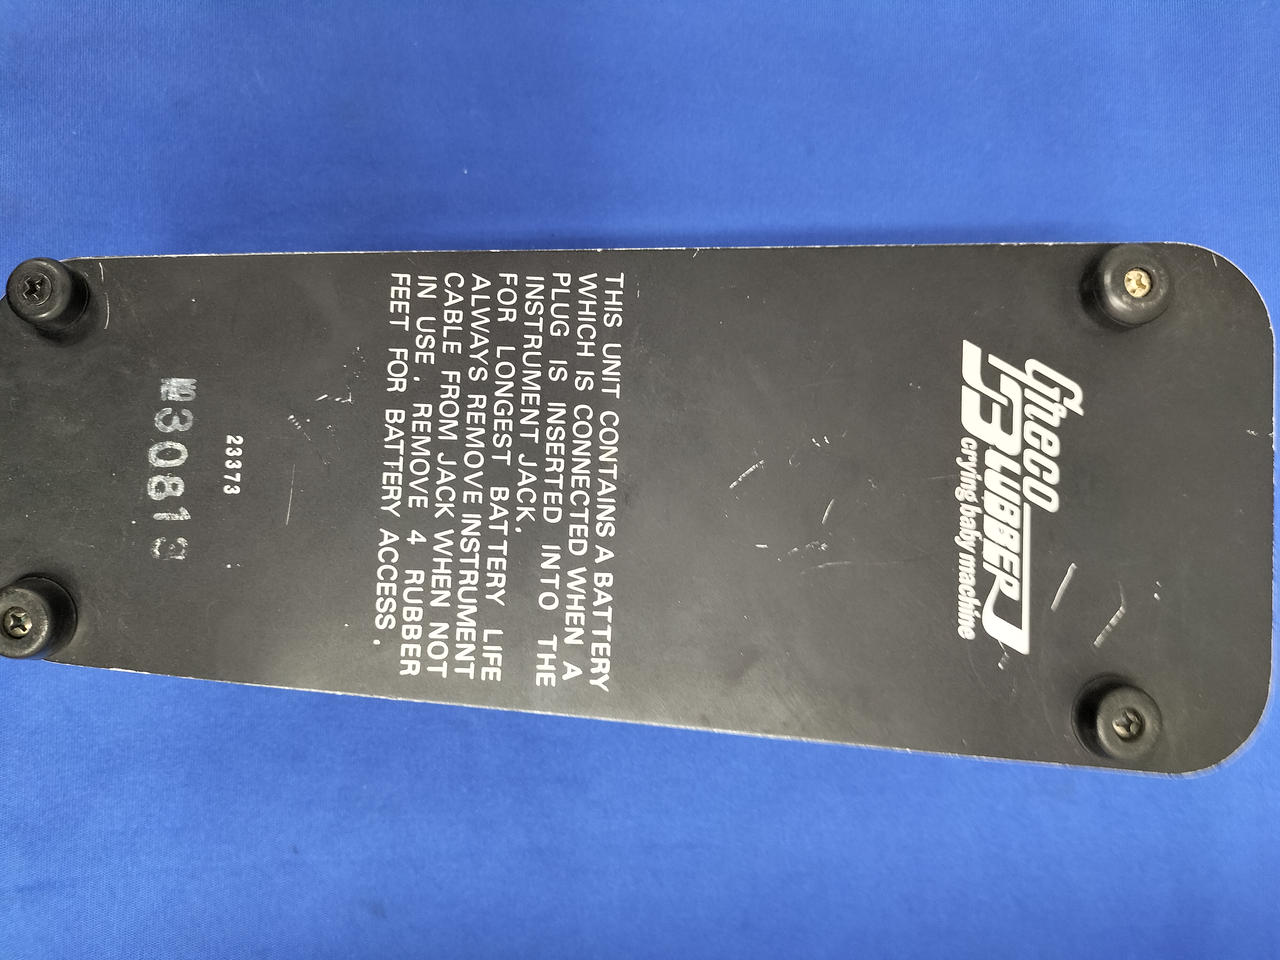 Greco
BLUBBER
crying baby machine
THIS UNIT CONTAINS A BATTERY
WHICH IS CONNECTED WHEN A
PLUG IS INSERTED INTO THE
INSTRUMENT JACK.
FOR LONGEST BATTERY LIFE
ALWAYS REMOVE INSTRUMENT
CABLE FROM JACK WHEN NOT
IN USE. REMOVE 4 RUBBER
FEET FOR BATTERY ACCESS.
23373
№30813